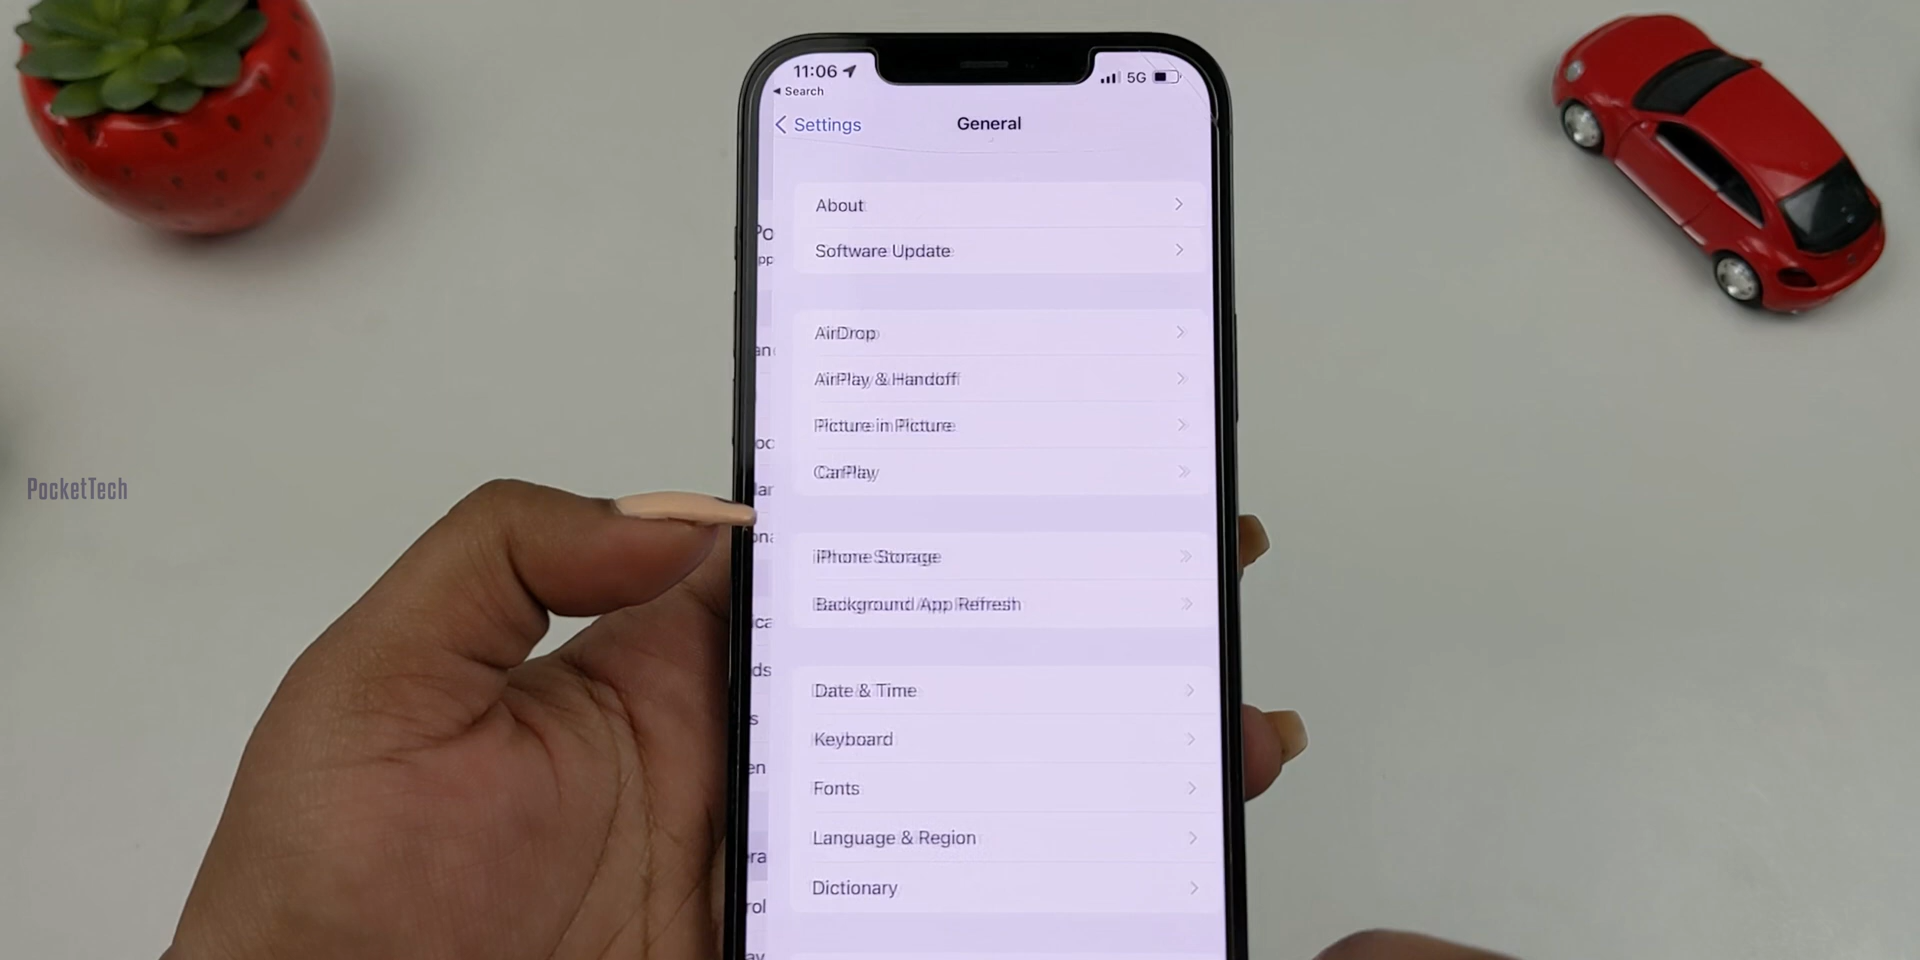 11:06
5G
Search
Settings
General
About
Software Update
AirDrop
AirPlay & Handoff
Picture in Picture
CarPlay
iPhone Storage
Background App Refresh
Date & Time
Keyboard
Fonts
Language & Region
Dictionary
PocketTech